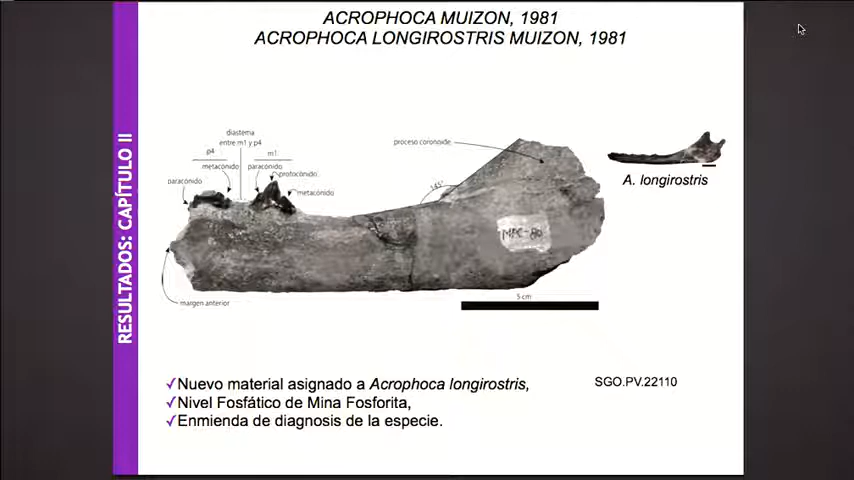 ACROPHOCA MUIZON, 1981
ACROPHOCA LONGIROSTRIS MUIZON, 1981
RESULTADOS: CAPÍTULO II
diastema
entre m1 y p4
p4
m1
metacónido
paracónido
paracónido
protocónido
metacónido
proceso coronoide
145°
MPC-80
margen anterior
5 cm
A. longirostris
✓Nuevo material asignado a Acrophoca longirostris,
✓Nivel Fosfático de Mina Fosforita,
✓Enmienda de diagnosis de la especie.
SGO.PV.22110